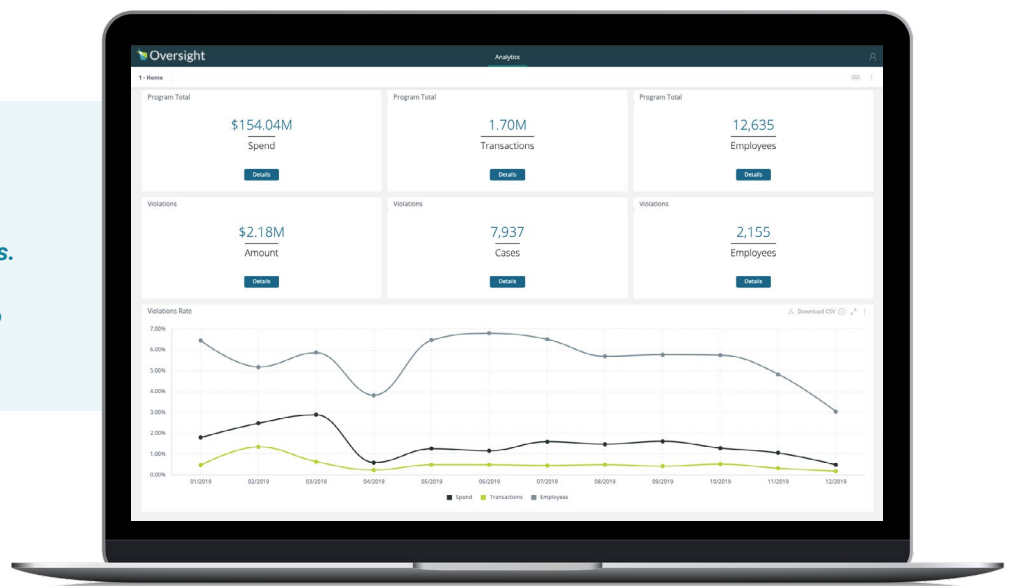 s.
Oversight
Analytics
1 - Home
Program Total
$154.04M
Spend
Details
Program Total
1.70M
Transactions
Details
Program Total
12,635
Employees
Details
Violations
$2.18M
Amount
Details
Violations
7,937
Cases
Details
Violations
2,155
Employees
Details
Violations Rate
Download CSV
7.00%
6.00%
5.00%
4.00%
3.00%
2.00%
1.00%
0.00%
01/2019 02/2019 03/2019 04/2019 05/2019 06/2019 07/2019 08/2019 09/2019 10/2019 11/2019 12/2019
Spend Transactions Employees